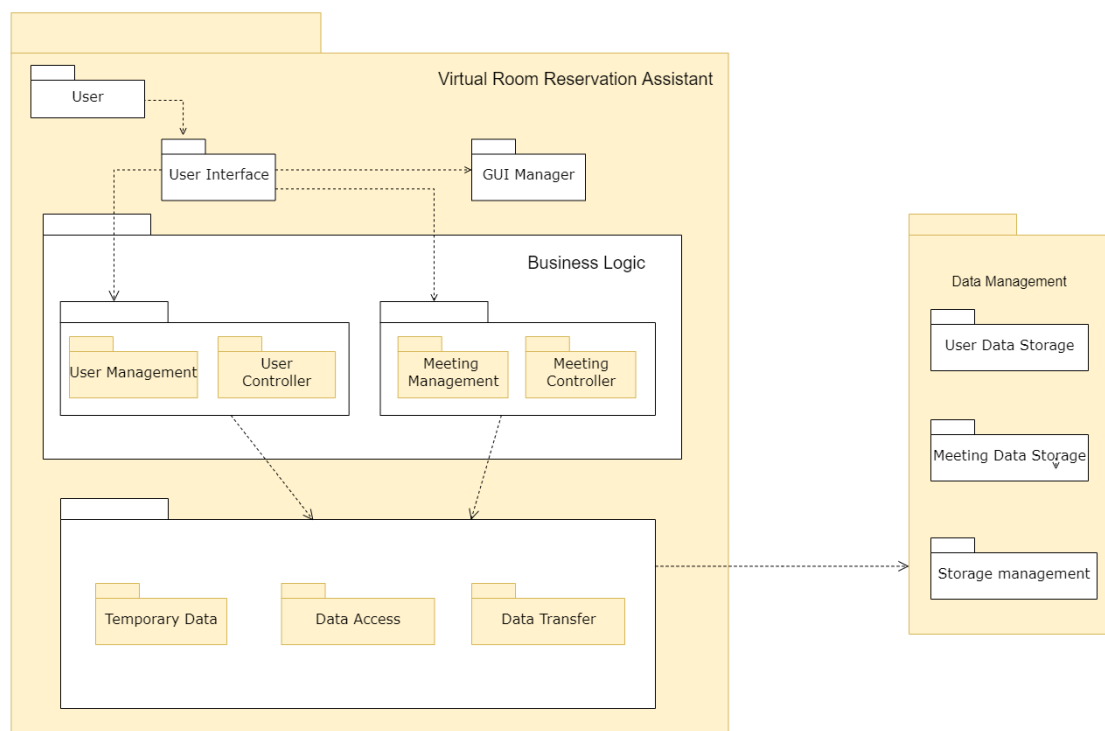 Virtual Room Reservation Assistant
User
User Interface
GUI Manager
Business Logic
User Management
User
Controller
Meeting
Management
Meeting
Controller
Temporary Data
Data Access
Data Transfer
Data Management
User Data Storage
Meeting Data Storage
Storage management